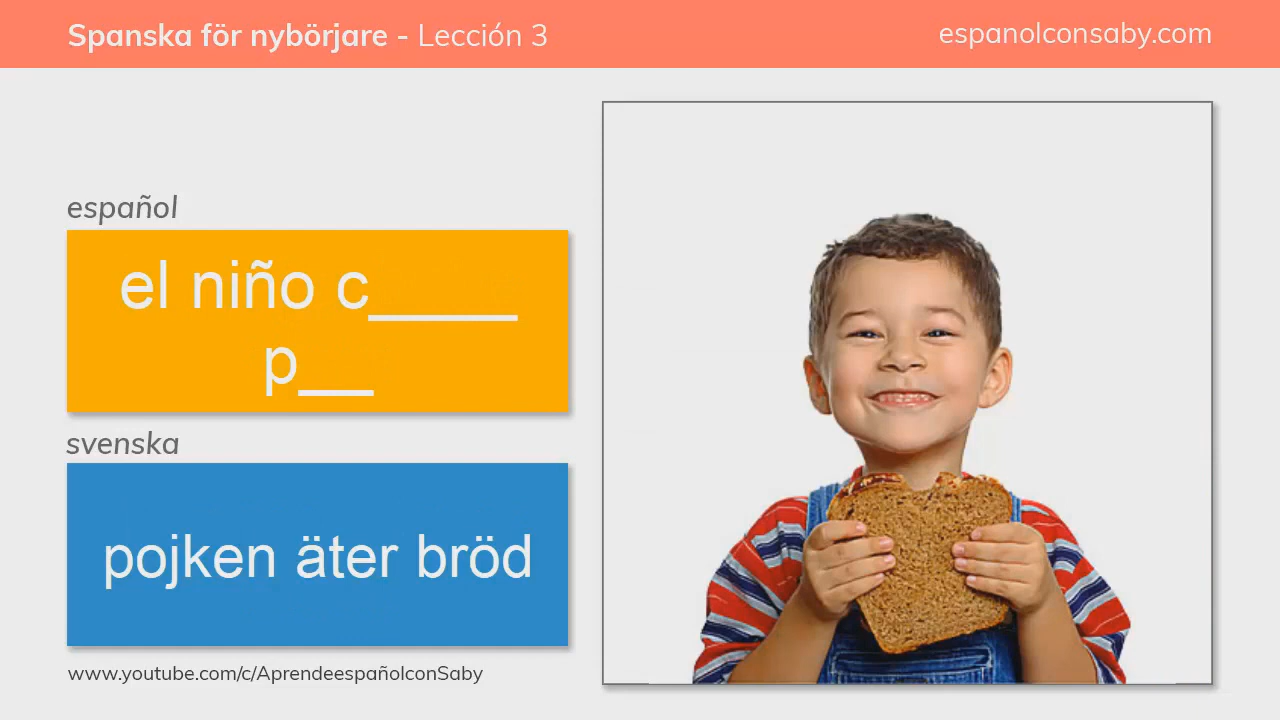 Spanska för nybörjare - Lección 3
espanolconsaby.com
español
el niño c____
p__
svenska
pojken äter bröd
www.youtube.com/c/AprendeespañolconSaby